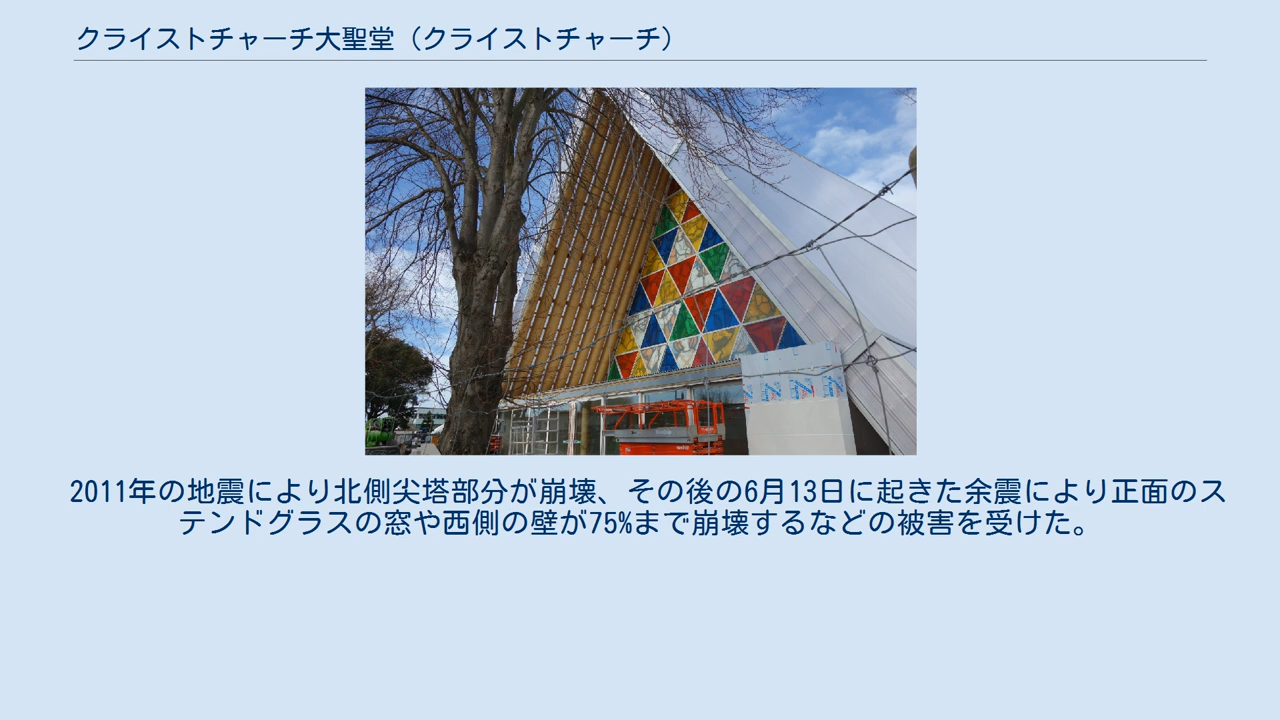 クライストチャーチ大聖堂（クライストチャーチ）
2011年の地震により北側尖塔部分が崩壊、その後の6月13日に起きた余震により正面のス
テンドグラスの窓や西側の壁が75%まで崩壊するなどの被害を受けた。